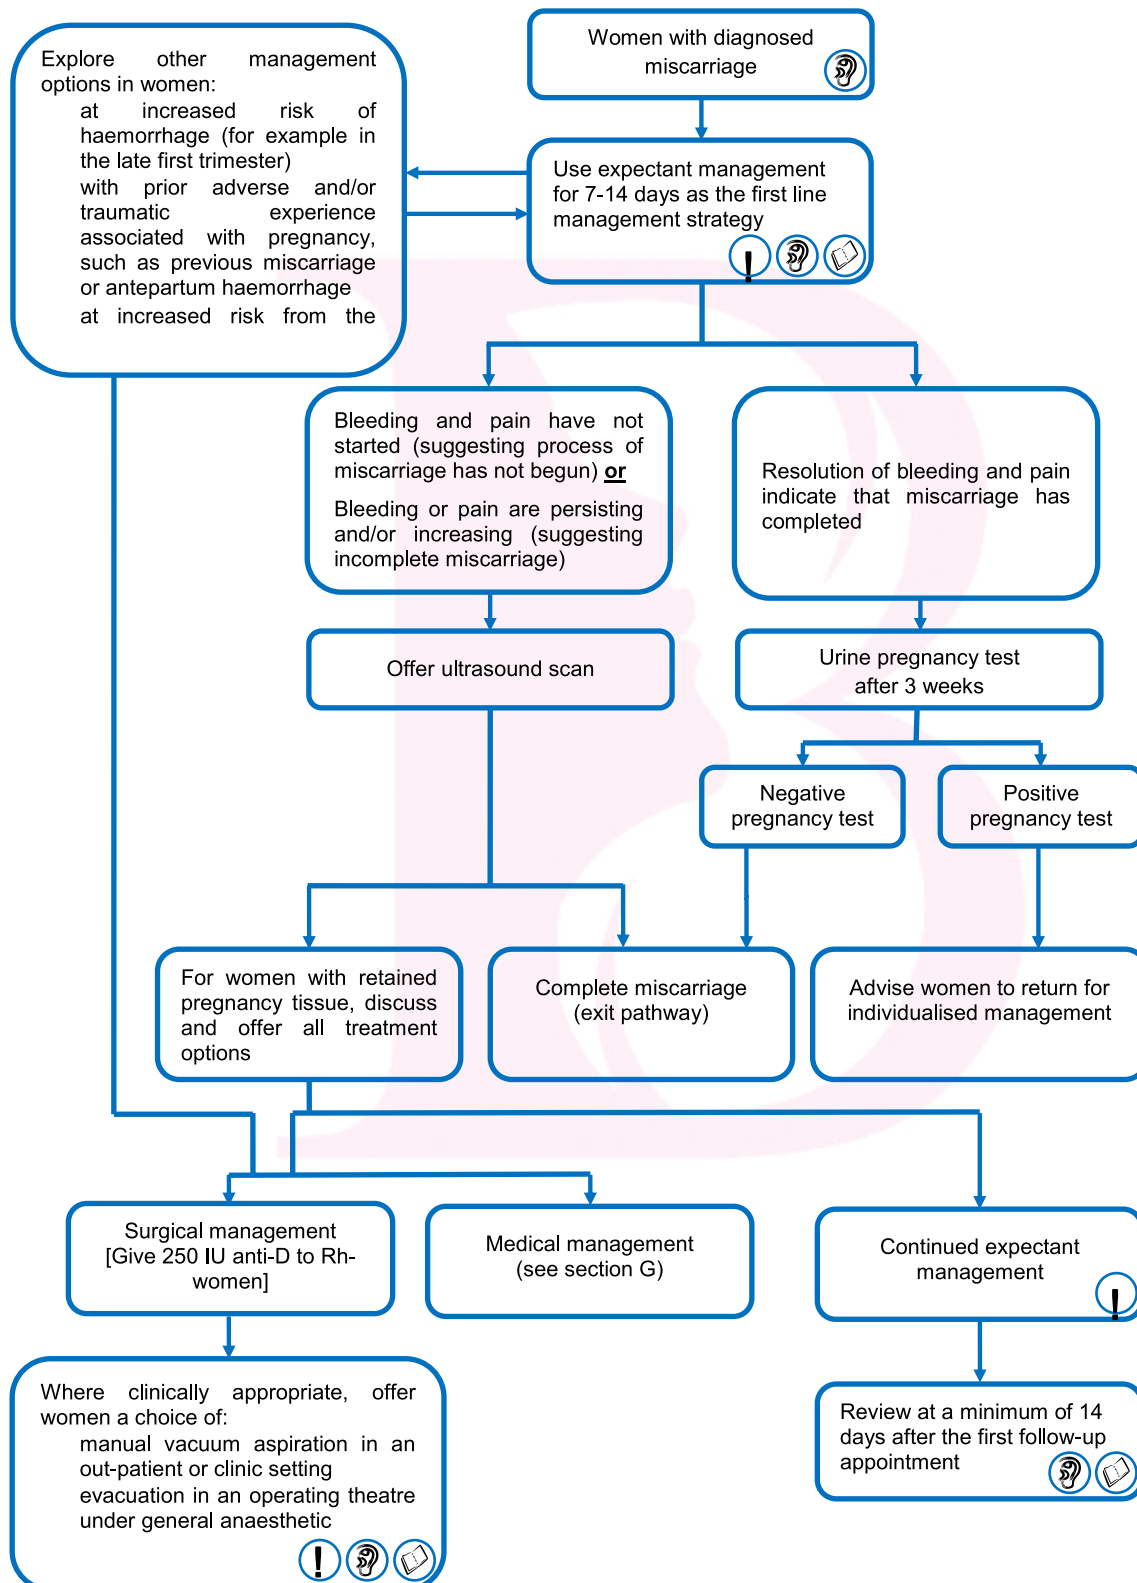 Women with diagnosed
miscarriage
Explore other management
options in women:
at increased risk of
haemorrhage (for example in
the late first trimester)
with prior adverse and/or
traumatic experience
associated with pregnancy,
such as previous miscarriage
or antepartum haemorrhage
at increased risk from the
Use expectant management
for 7-14 days as the first line
management strategy
Bleeding and pain have not
started (suggesting process of
miscarriage has not begun) or
Bleeding or pain are persisting
and/or increasing (suggesting
incomplete miscarriage)
Resolution of bleeding and pain
indicate that miscarriage has
completed
Offer ultrasound scan
Urine pregnancy test
after 3 weeks
Negative
pregnancy test
Positive
pregnancy test
For women with retained
pregnancy tissue, discuss
and offer all treatment
options
Complete miscarriage
(exit pathway)
Advise women to return for
individualised management
Surgical management
[Give 250 IU anti-D to Rh-
women]
Medical management
(see section G)
Continued expectant
management
Where clinically appropriate, offer
women a choice of:
manual vacuum aspiration in an
out-patient or clinic setting
evacuation in an operating theatre
under general anaesthetic
Review at a minimum of 14
days after the first follow-up
appointment